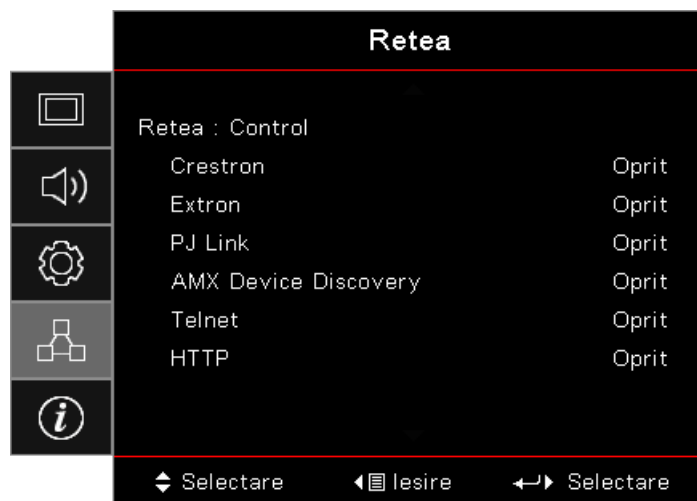 Retea
Retea : Control
Crestron Oprit
Extron Oprit
PJ Link Oprit
AMX Device Discovery Oprit
Telnet Oprit
HTTP Oprit
Selectare Iesire Selectare